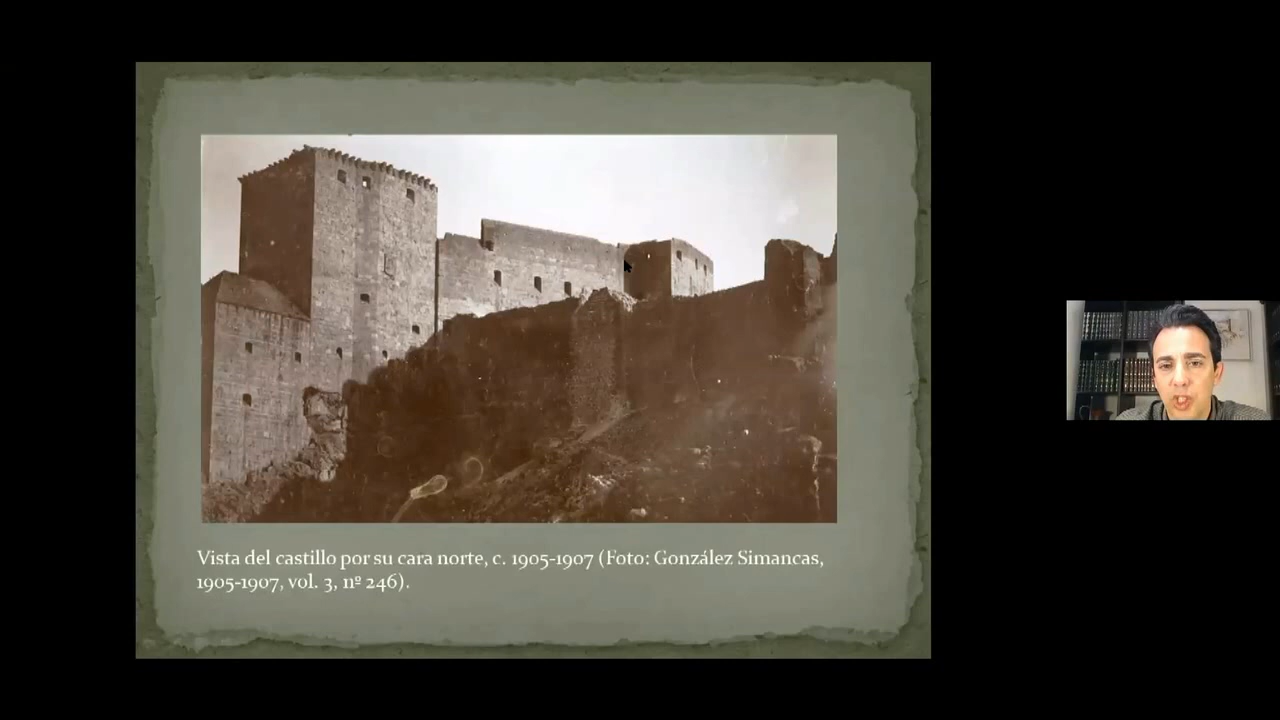 Vista del castillo por su cara norte, c. 1905-1907 (Foto: González Simancas,
1905-1907, vol. 3, nº 246).